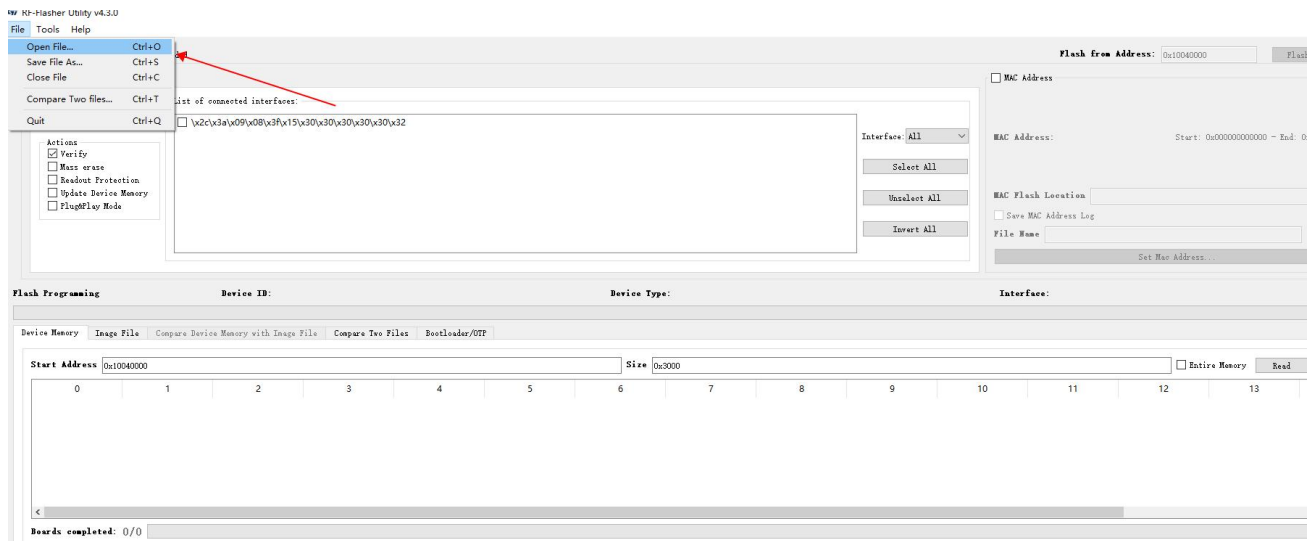 RF-Flasher Utility v4.3.0
File Tools Help
Open File... Ctrl+O
Save File As... Ctrl+S
Close File Ctrl+C
Compare Two files... Ctrl+T
Quit Ctrl+Q
Flash from Address: 0x10040000
MAC Address
List of connected interfaces:
\x2c\x3a\x09\x08\x3f\x15\x30\x30\x30\x30\x30\x32
Interface: All
Select All
Unselect All
Invert All
Actions
Verify
Mass erase
Readout Protection
Update Device Memory
Plug&Play Mode
MAC Address: Start: 0x000000000000 - End:
MAC Flash Location
Save MAC Address Log
File Name
Set Mac Address...
Flash Programming Device ID: Device Type: Interface:
Device Memory Image File Compare Device Memory with Image File Compare Two Files Bootloader/OTP
Start Address 0x10040000 Size 0x3000 Entire Memory Read
0 1 2 3 4 5 6 7 8 9 10 11 12 13
Boards completed: 0/0